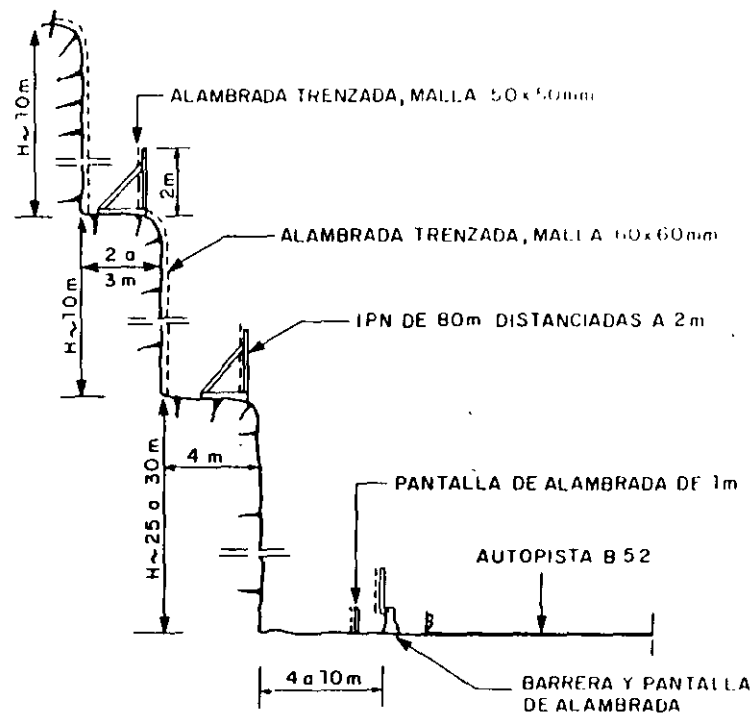 H~10m
ALAMBRADA TRENZADA, MALLA 50x50mm
2m
ALAMBRADA TRENZADA, MALLA 60x60mm
2 a
3 m
H~10m
IPN DE 80m DISTANCIADAS A 2m
4 m
H~25 a 30m
PANTALLA DE ALAMBRADA DE 1m
AUTOPISTA B 52
4 a 10m
BARRERA Y PANTALLA
DE ALAMBRADA